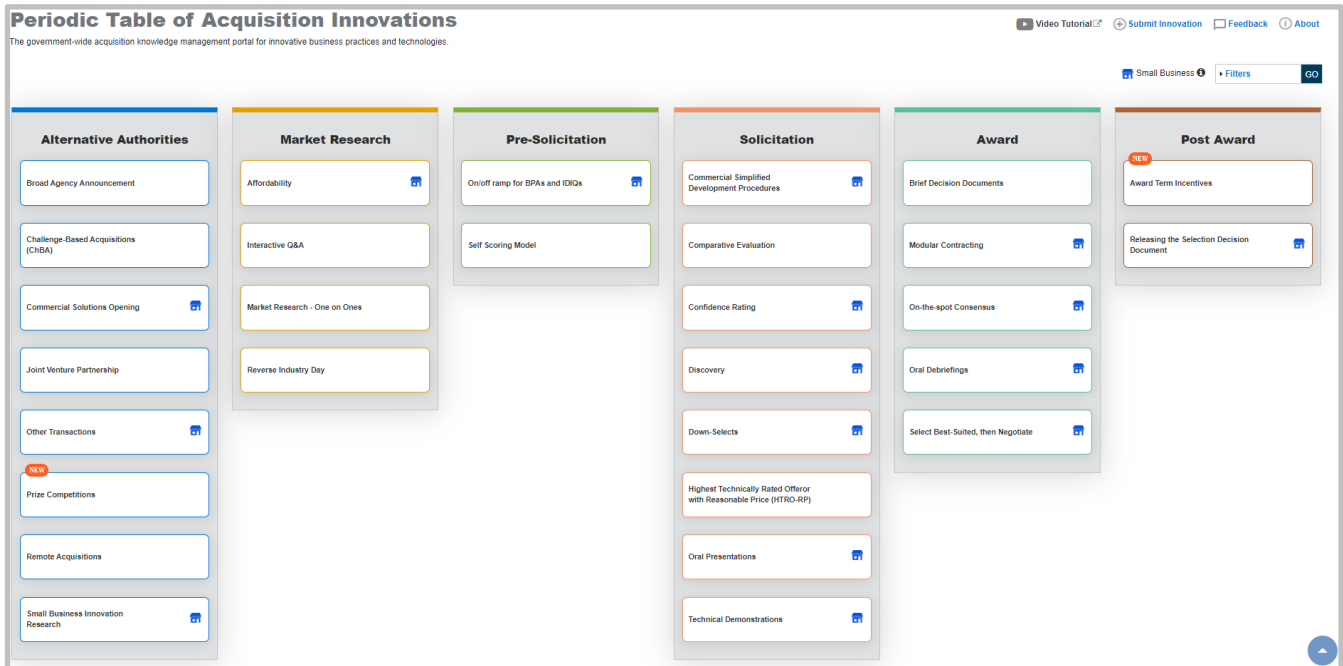 Periodic Table of Acquisition Innovations
The government-wide acquisition knowledge management portal for innovative business practices and technologies.
Video Tutorial
Submit Innovation
Feedback
About
Small Business
Filters
GO
Alternative Authorities
Broad Agency Announcement
Challenge-Based Acquisitions
(ChBA)
Commercial Solutions Opening
Joint Venture Partnership
Other Transactions
NEW
Prize Competitions
Remote Acquisitions
Small Business Innovation
Research
Market Research
Affordability
Interactive Q&A
Market Research - One on Ones
Reverse Industry Day
Pre-Solicitation
On/off ramp for BPAs and IDIQs
Self Scoring Model
Solicitation
Commercial Simplified
Development Procedures
Comparative Evaluation
Confidence Rating
Discovery
Down-Selects
Highest Technically Rated Offeror
with Reasonable Price (HTRO-RP)
Oral Presentations
Technical Demonstrations
Award
Brief Decision Documents
Modular Contracting
On-the-spot Consensus
Oral Debriefings
Select Best-Suited, then Negotiate
Post Award
NEW
Award Term Incentives
Releasing the Selection Decision
Document